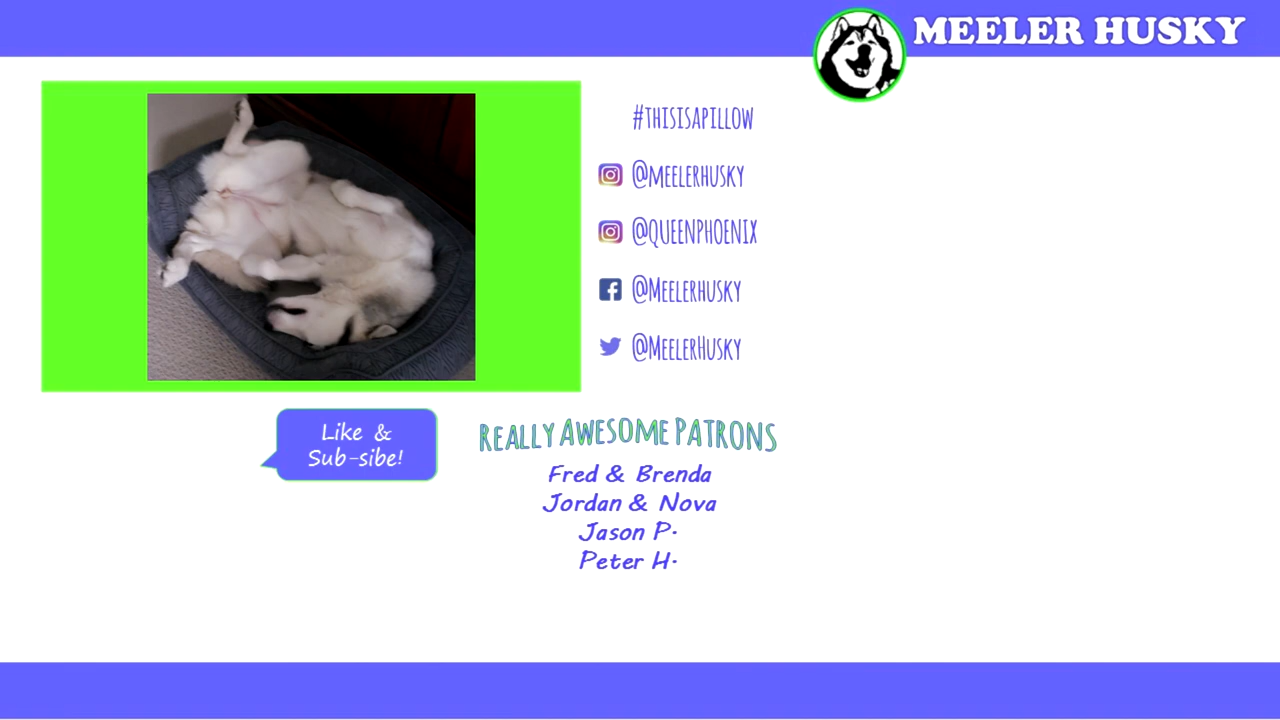 MEELER HUSKY
#THISISAPILLOW
@MEELERHUSKY
@QUEENPHOENIX
@MEELERHUSKY
@MEELERHUSKY
Like &
Sub-sibe!
REALLY AWESOME PATRONS
Fred & Brenda
Jordan & Nova
Jason P.
Peter H.